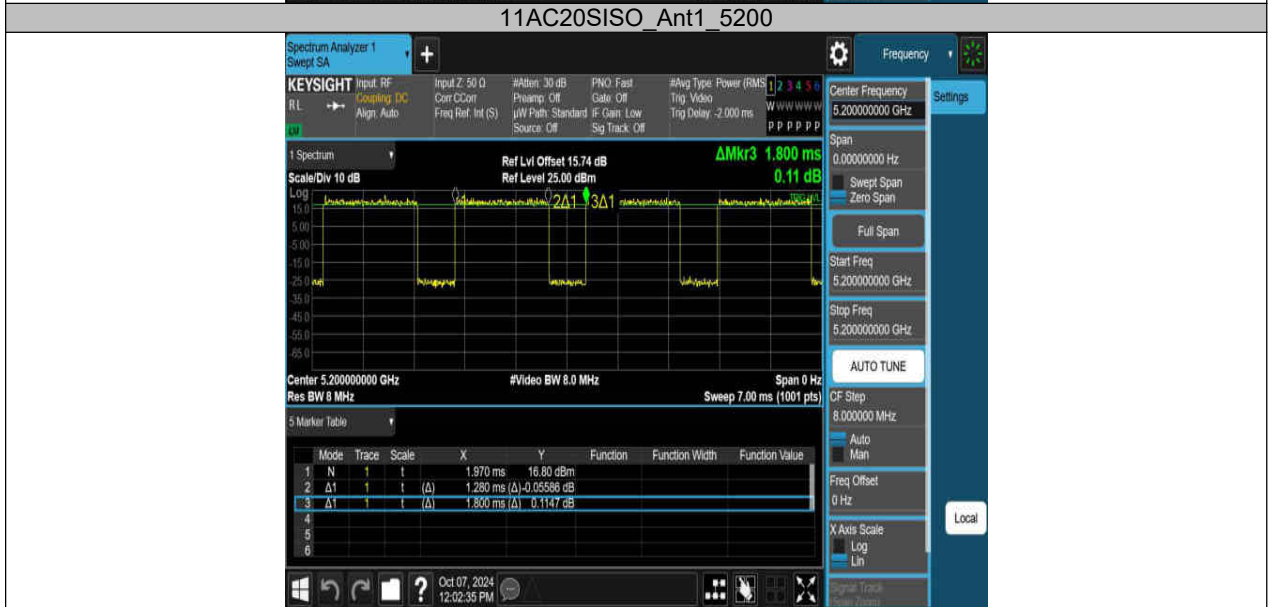 11AC20SISO_Ant1_5200
Spectrum Analyzer 1
Swept SA
+
Frequency
KEYSIGHT
RL
LM
Input: RF
Coupling: DC
Align: Auto
Input Z: 50 Ω
Corr CCorr
Freq Ref: Int (S)
#Atten: 30 dB
Preamp: Off
µW Path: Standard
Source: Off
PNO: Fast
Gate: Off
IF Gain: Low
Sig Track: Off
#Avg Type: Power (RMS
Trig: Video
Trig Delay: -2.000 ms
1 2 3 4 5 6
W W W W W W
P P P P P P
Center Frequency
5.200000000 GHz
Settings
Span
0.00000000 Hz
Swept Span
Zero Span
Full Span
Start Freq
5.200000000 GHz
Stop Freq
5.200000000 GHz
AUTO TUNE
CF Step
8.000000 MHz
Auto
Man
Freq Offset
0 Hz
X Axis Scale
Log
Lin
Signal Track
(Span Zoom)
Local
1 Spectrum
Scale/Div 10 dB
Ref Lvl Offset 15.74 dB
Ref Level 25.00 dBm
ΔMkr3 1.800 ms
0.11 dB
Log
15.0
5.00
-5.00
-15.0
-25.0
-35.0
-45.0
-55.0
-65.0
2Δ1
3Δ1
TRIG LVL
Center 5.200000000 GHz
Res BW 8 MHz
#Video BW 8.0 MHz
Span 0 Hz
Sweep 7.00 ms (1001 pts)
5 Marker Table
Mode Trace Scale X Y Function Function Width Function Value
1 N 1 t 1.970 ms 16.80 dBm
2 Δ1 1 t (Δ) 1.280 ms (Δ) -0.05586 dB
3 Δ1 1 t (Δ) 1.800 ms (Δ) 0.1147 dB
4
5
6
?
Oct 07, 2024
12:02:35 PM